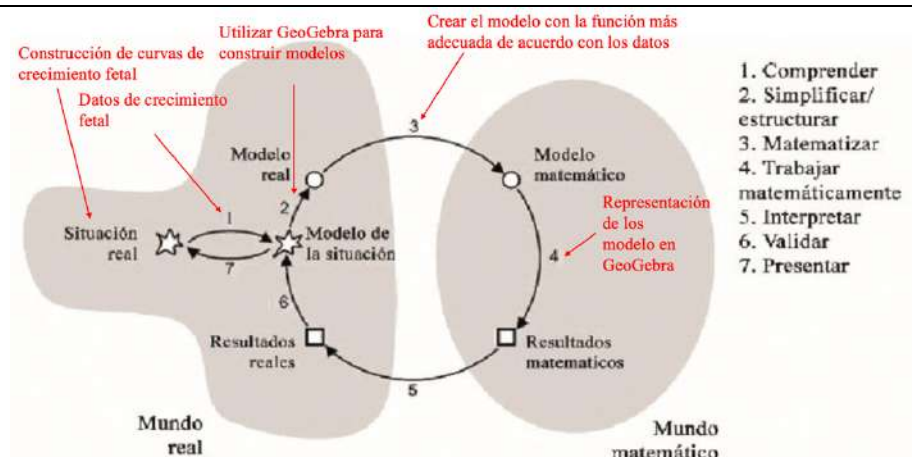 Construcción de curvas de
crecimiento fetal
Datos de crecimiento
fetal
Utilizar GeoGebra para
construir modelos
Crear el modelo con la función más
adecuada de acuerdo con los datos
1. Comprender
2. Simplificar/
estructurar
3. Matematizar
4. Trabajar
matemáticamente
5. Interpretar
6. Validar
7. Presentar
3
Modelo
real
Modelo
matemático
2
1
Situación
real
7
Modelo de
la situación
Representación
de los
modelo en
GeoGebra
4
6
Resultados
reales
Resultados
matematicos
5
Mundo
real
Mundo
matemático